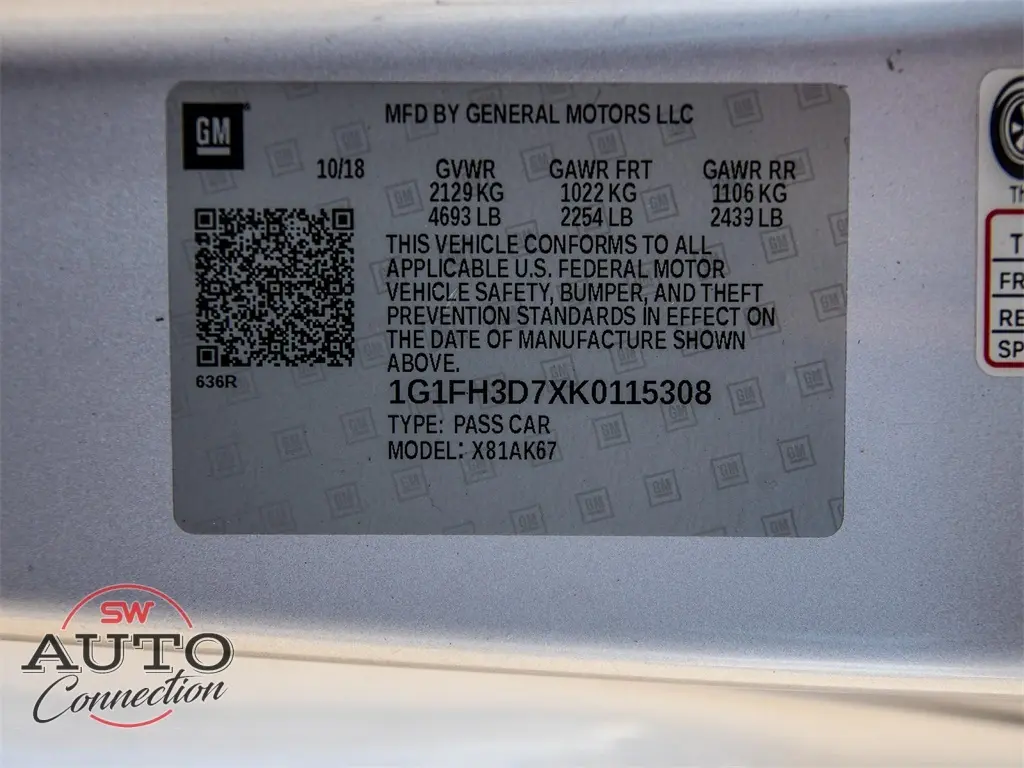 GM
MFD BY GENERAL MOTORS LLC
10/18 GVWR GAWR FRT GAWR RR
2129 KG 1022 KG 1106 KG
4693 LB 2254 LB 2439 LB
THIS VEHICLE CONFORMS TO ALL
APPLICABLE U.S. FEDERAL MOTOR
VEHICLE SAFETY, BUMPER, AND THEFT
PREVENTION STANDARDS IN EFFECT ON
THE DATE OF MANUFACTURE SHOWN
ABOVE.
636R
1G1FH3D7XK0115308
TYPE: PASS CAR
MODEL: X81AK67
SW
AUTO
Connection